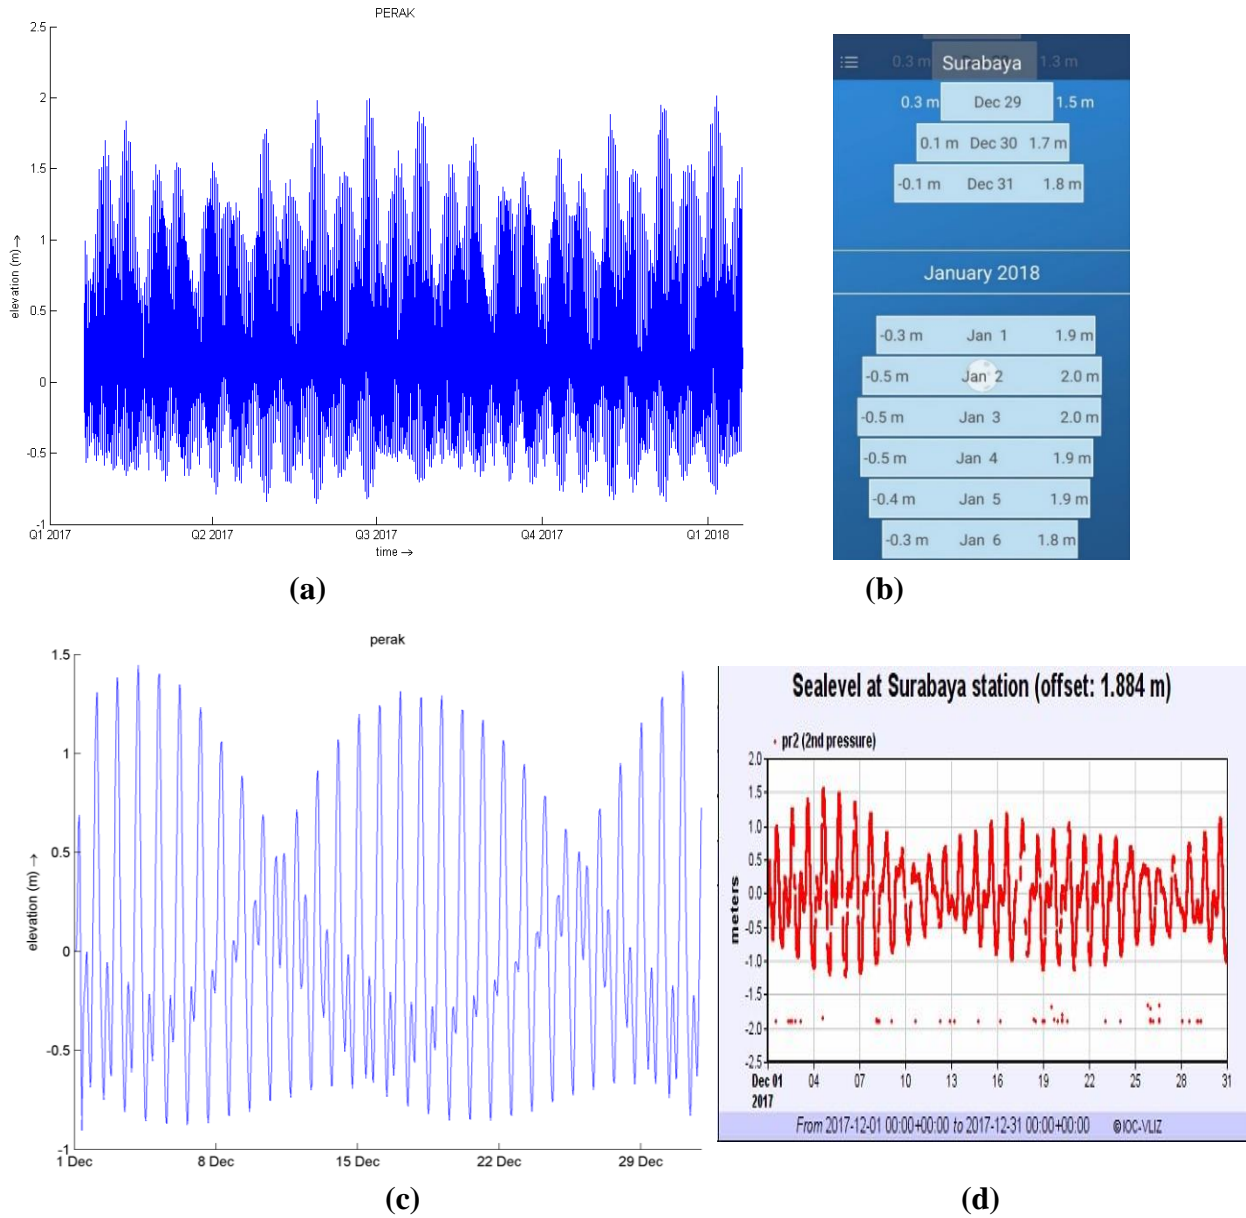 PERAK
2.5
2
1.5
1
0.5
0
-0.5
-1
elevation (m) →
Q1 2017 Q2 2017 Q3 2017 Q4 2017 Q1 2018
time →
(a)
0.3 m 1.3 m
Surabaya
0.3 m Dec 29 1.5 m
0.1 m Dec 30 1.7 m
-0.1 m Dec 31 1.8 m
January 2018
-0.3 m Jan 1 1.9 m
-0.5 m Jan 2 2.0 m
-0.5 m Jan 3 2.0 m
-0.5 m Jan 4 1.9 m
-0.4 m Jan 5 1.9 m
-0.3 m Jan 6 1.8 m
(b)
perak
1.5
1
0.5
0
-0.5
-1
elevation (m) →
1 Dec 8 Dec 15 Dec 22 Dec 29 Dec
(c)
Sealevel at Surabaya station (offset: 1.884 m)
pr2 (2nd pressure)
2.0
1.5
1.0
0.5
0.0
-0.5
-1.0
-1.5
-2.0
-2.5
meters
Dec 01 04 07 10 13 16 19 22 25 28 31
2017
From 2017-12-01 00:00+00:00 to 2017-12-31 00:00+00:00 ©IOC-VLIZ
(d)